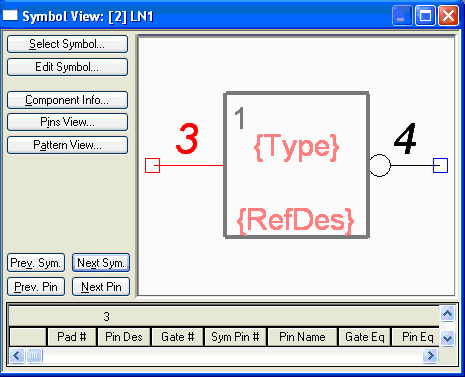 Symbol View: [2] LN1
Select Symbol...
Edit Symbol...
Component Info...
Pins View...
Pattern View...
Prev. Sym.
Next Sym.
Prev. Pin
Next Pin
3
1
{Type}
4
{RefDes}
3
Pad # Pin Des Gate # Sym Pin # Pin Name Gate Eq Pin Eq